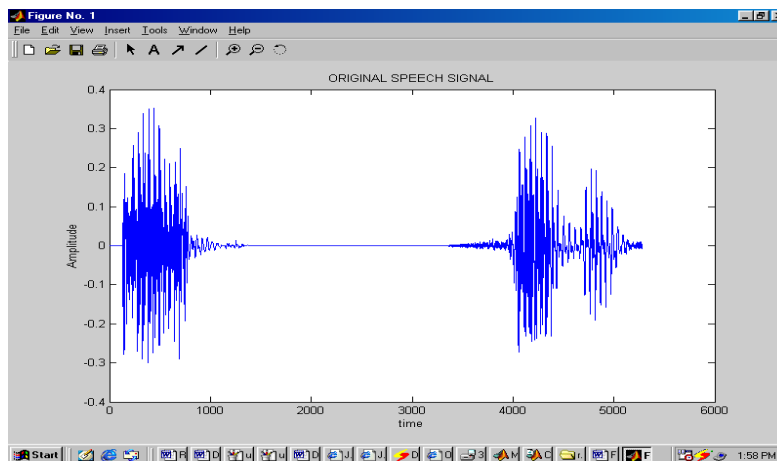 Figure No. 1
File Edit View Insert Tools Window Help
ORIGINAL SPEECH SIGNAL
0.4
0.3
0.2
0.1
0
-0.1
-0.2
-0.3
-0.4
Amplitude
0 1000 2000 3000 4000 5000 6000
time
Start R D u u D J. J. D O 3 M C r. F F 1:58 PM